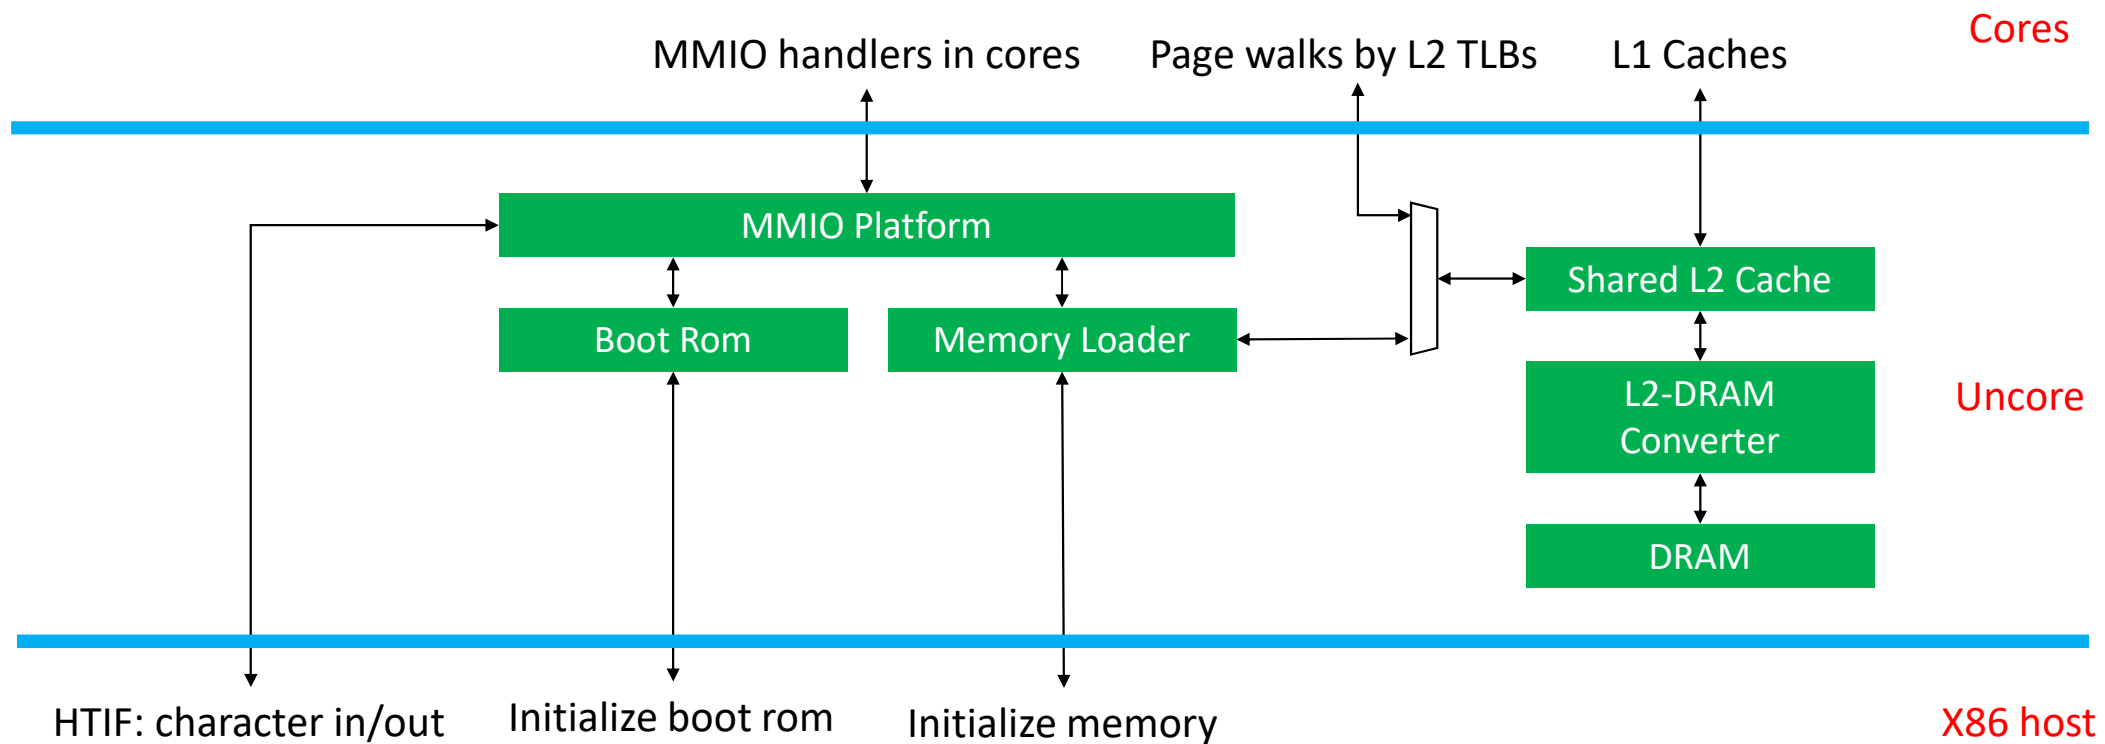 Cores
MMIO handlers in cores
Page walks by L2 TLBs
L1 Caches
MMIO Platform
Shared L2 Cache
Boot Rom
Memory Loader
L2-DRAM
Converter
Uncore
DRAM
HTIF: character in/out
Initialize boot rom
Initialize memory
X86 host